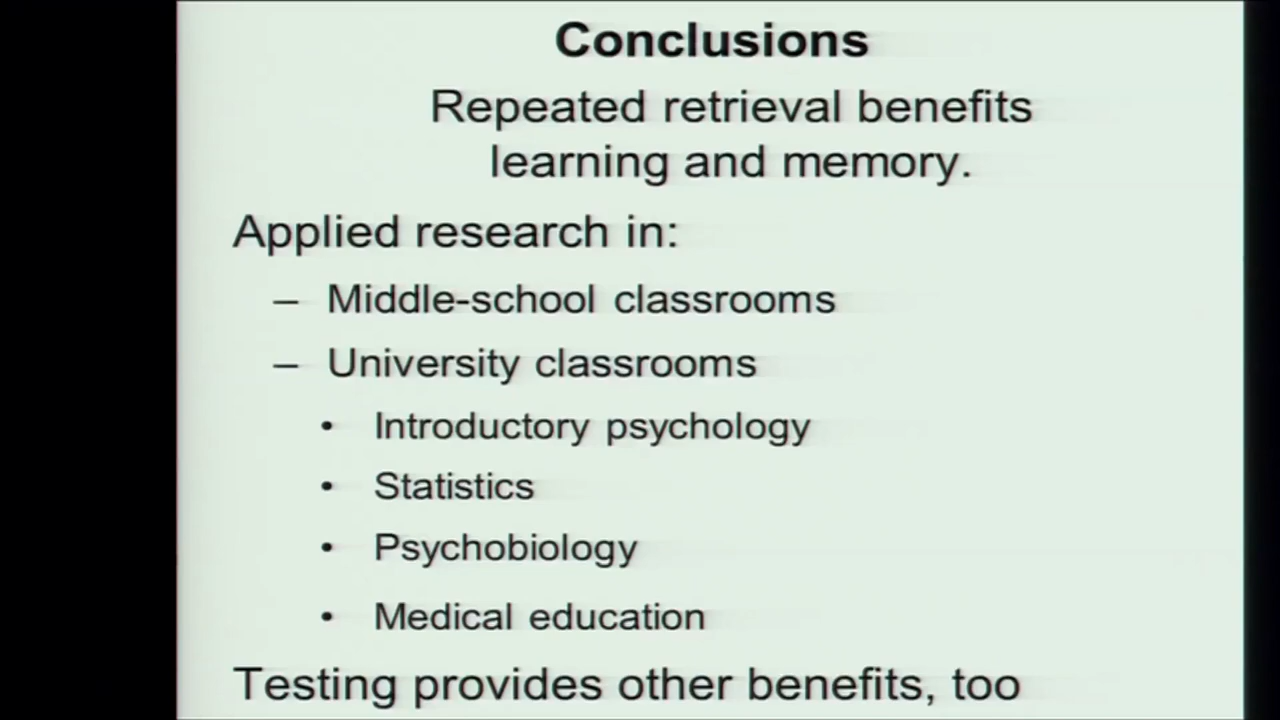 Conclusions
Repeated retrieval benefits
learning and memory.
Applied research in:
– Middle-school classrooms
– University classrooms
• Introductory psychology
• Statistics
• Psychobiology
• Medical education
Testing provides other benefits, too